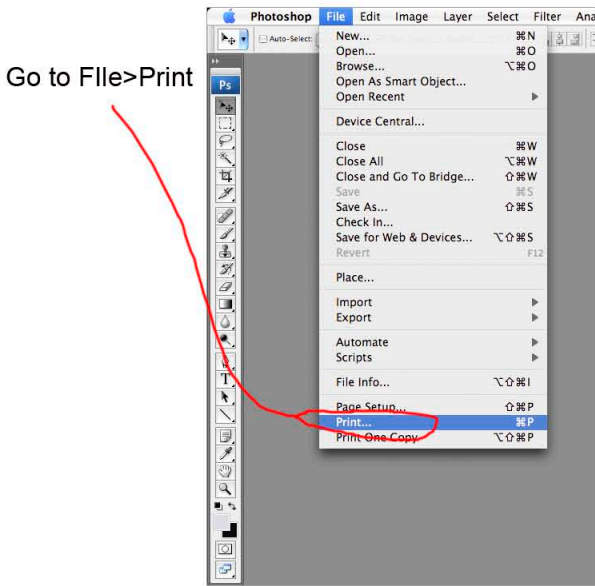 Photoshop File Edit Image Layer Select Filter Ana
Auto-Select:
Go to FIle>Print
Ps
New... ⌘N
Open... ⌘O
Browse... ⌥⌘O
Open As Smart Object...
Open Recent
Device Central...
Close ⌘W
Close All ⌥⌘W
Close and Go To Bridge... ⇧⌘W
Save ⌘S
Save As... ⇧⌘S
Check In...
Save for Web & Devices... ⌥⇧⌘S
Revert F12
Place...
Import
Export
Automate
Scripts
File Info... ⌥⇧⌘I
T
Page Setup... ⇧⌘P
Print... ⌘P
Print One Copy ⌥⇧⌘P